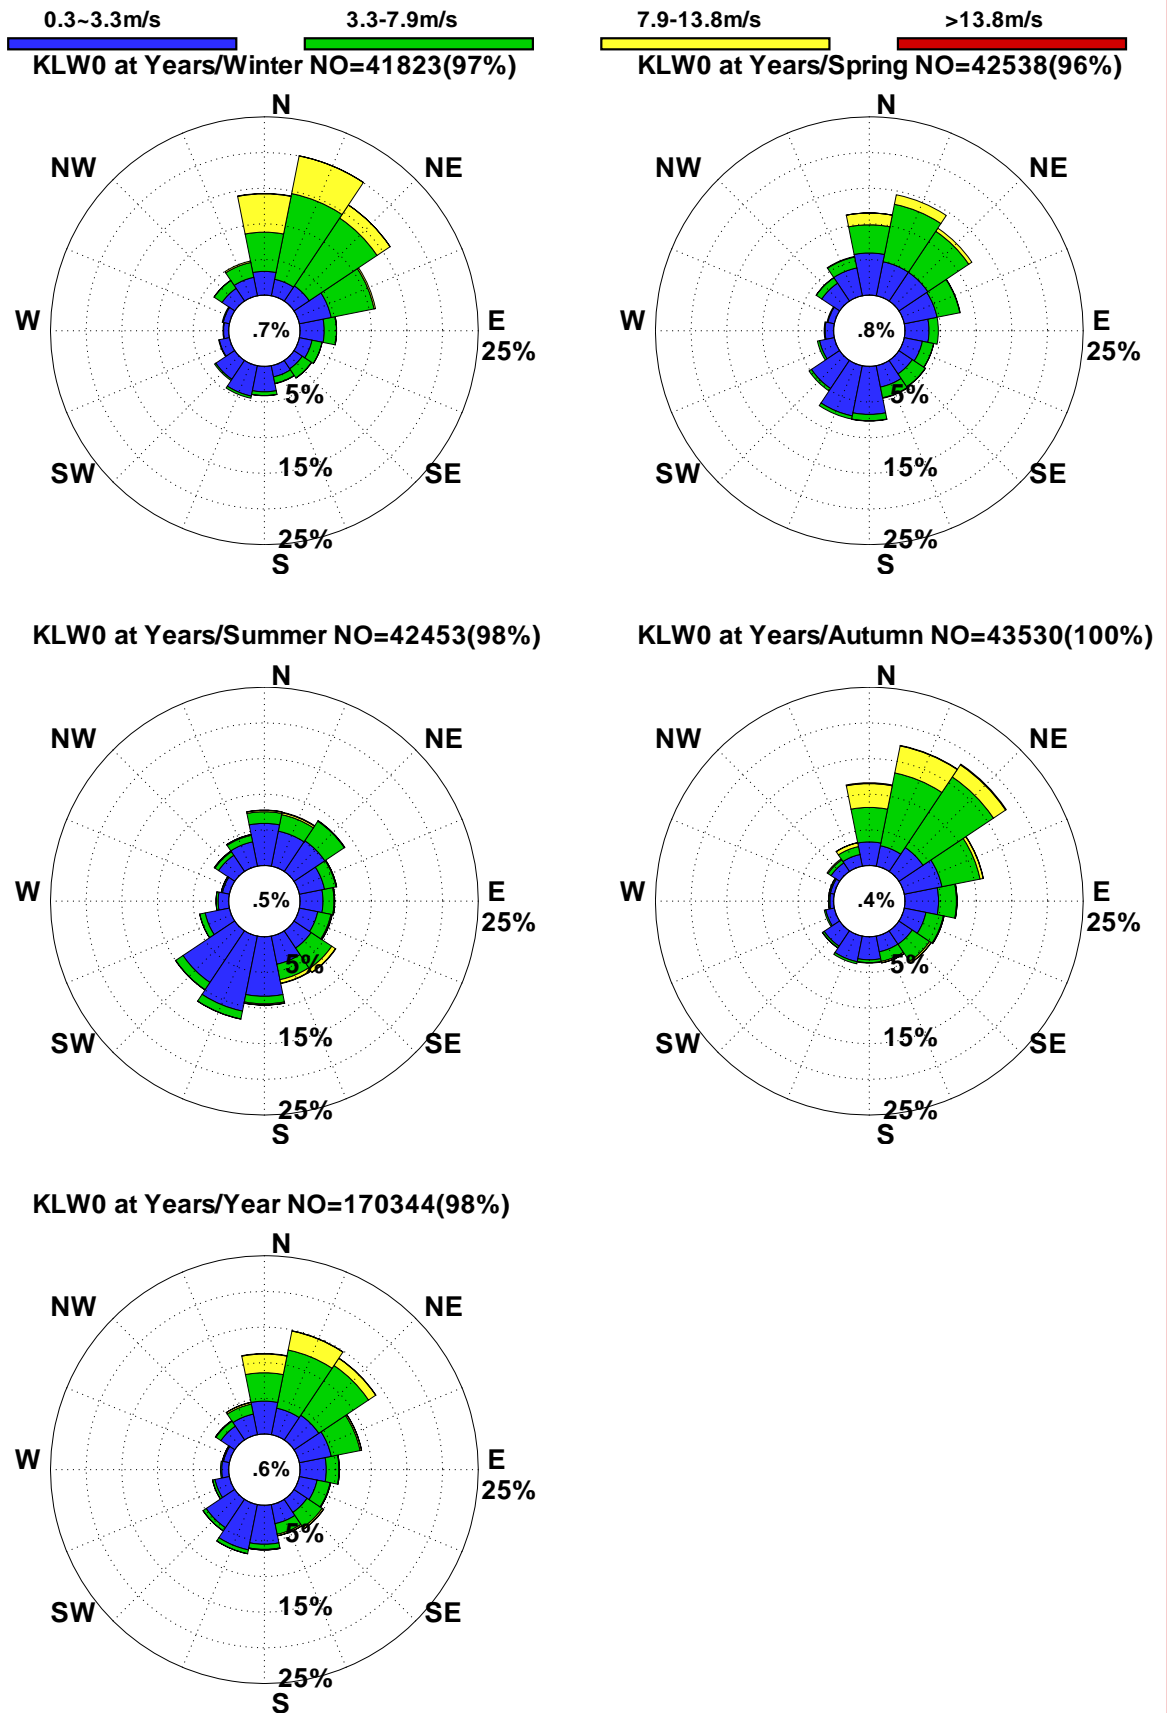 0.3~3.3m/s 3.3-7.9m/s 7.9-13.8m/s >13.8m/s
KLW0 at Years/Winter NO=41823(97%)
N
NW NE
W .7% E
25%
5%
15%
SW SE
25%
S
KLW0 at Years/Spring NO=42538(96%)
N
NW NE
W .8% E
25%
5%
15%
SW SE
25%
S
KLW0 at Years/Summer NO=42453(98%)
N
NW NE
W .5% E
25%
5%
15%
SW SE
25%
S
KLW0 at Years/Autumn NO=43530(100%)
N
NW NE
W .4% E
25%
5%
15%
SW SE
25%
S
KLW0 at Years/Year NO=170344(98%)
N
NW NE
W .6% E
25%
5%
15%
SW SE
25%
S